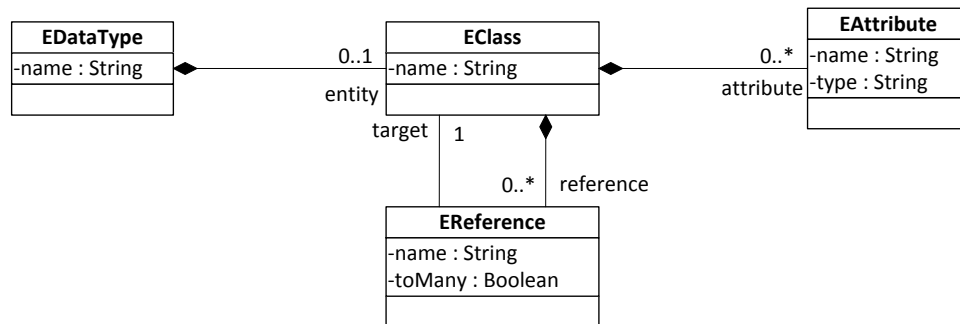 EDataType
-name : String
0..1
entity
EClass
-name : String
0..*
attribute
EAttribute
-name : String
-type : String
target
1
0..*
reference
EReference
-name : String
-toMany : Boolean